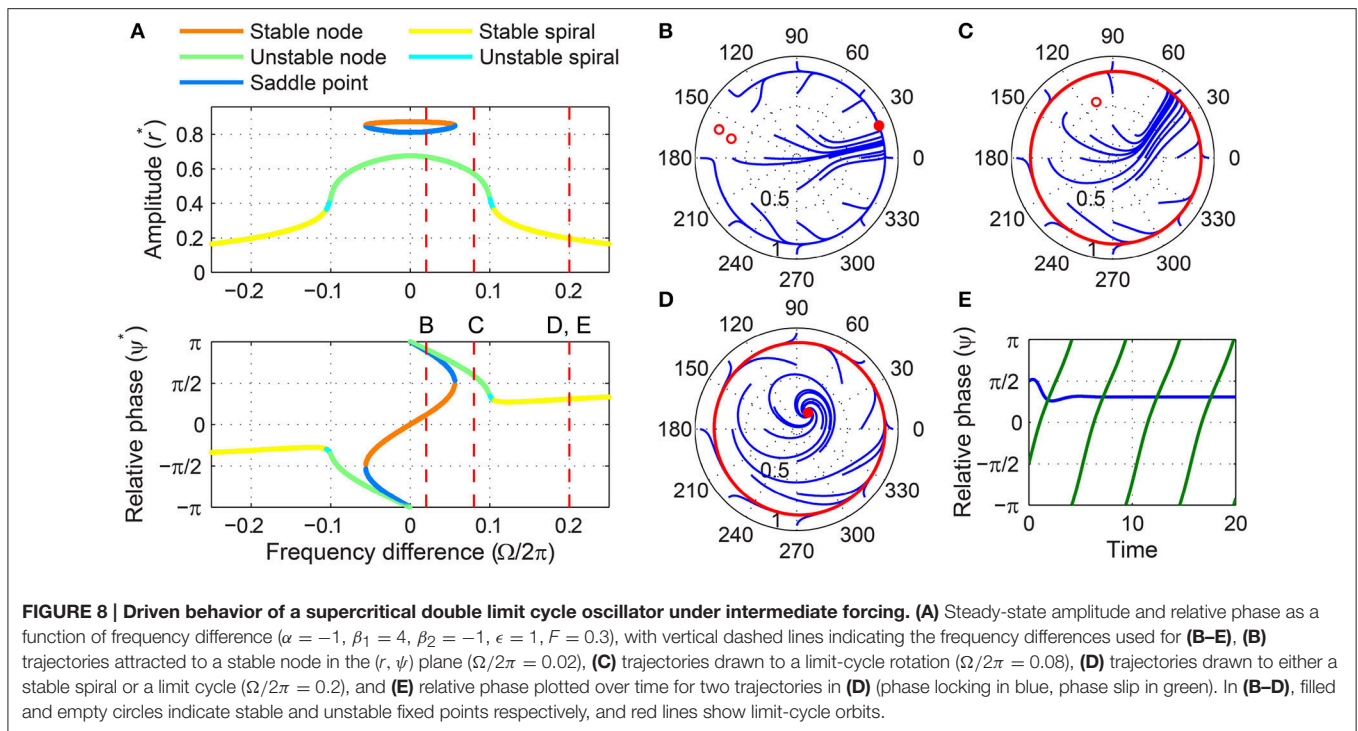 A
Stable node
Stable spiral
Unstable node
Unstable spiral
Saddle point
Amplitude (r*)
0.8
0.6
0.4
0.2
0
−0.2 −0.1 0 0.1 0.2
B C D, E
Relative phase (ψ*)
π
π/2
0
−π/2
−π
−0.2 −0.1 0 0.1 0.2
Frequency difference (Ω/2π)
B
90
120 60
150 30
180 0
0.5
210 330
1
240 300
270
C
90
120 60
150 30
180 0
0.5
210 330
1
240 300
270
D
90
120 60
150 30
180 0
0.5
210 330
1
240 300
270
E
Relative phase (ψ)
π
π/2
0
−π/2
−π
0 10 20
Time
FIGURE 8 | Driven behavior of a supercritical double limit cycle oscillator under intermediate forcing. (A) Steady-state amplitude and relative phase as a
function of frequency difference (α = −1, β1 = 4, β2 = −1, ϵ = 1, F = 0.3), with vertical dashed lines indicating the frequency differences used for (B–E), (B)
trajectories attracted to a stable node in the (r, ψ) plane (Ω/2π = 0.02), (C) trajectories drawn to a limit-cycle rotation (Ω/2π = 0.08), (D) trajectories drawn to either a
stable spiral or a limit cycle (Ω/2π = 0.2), and (E) relative phase plotted over time for two trajectories in (D) (phase locking in blue, phase slip in green). In (B–D), filled
and empty circles indicate stable and unstable fixed points respectively, and red lines show limit-cycle orbits.